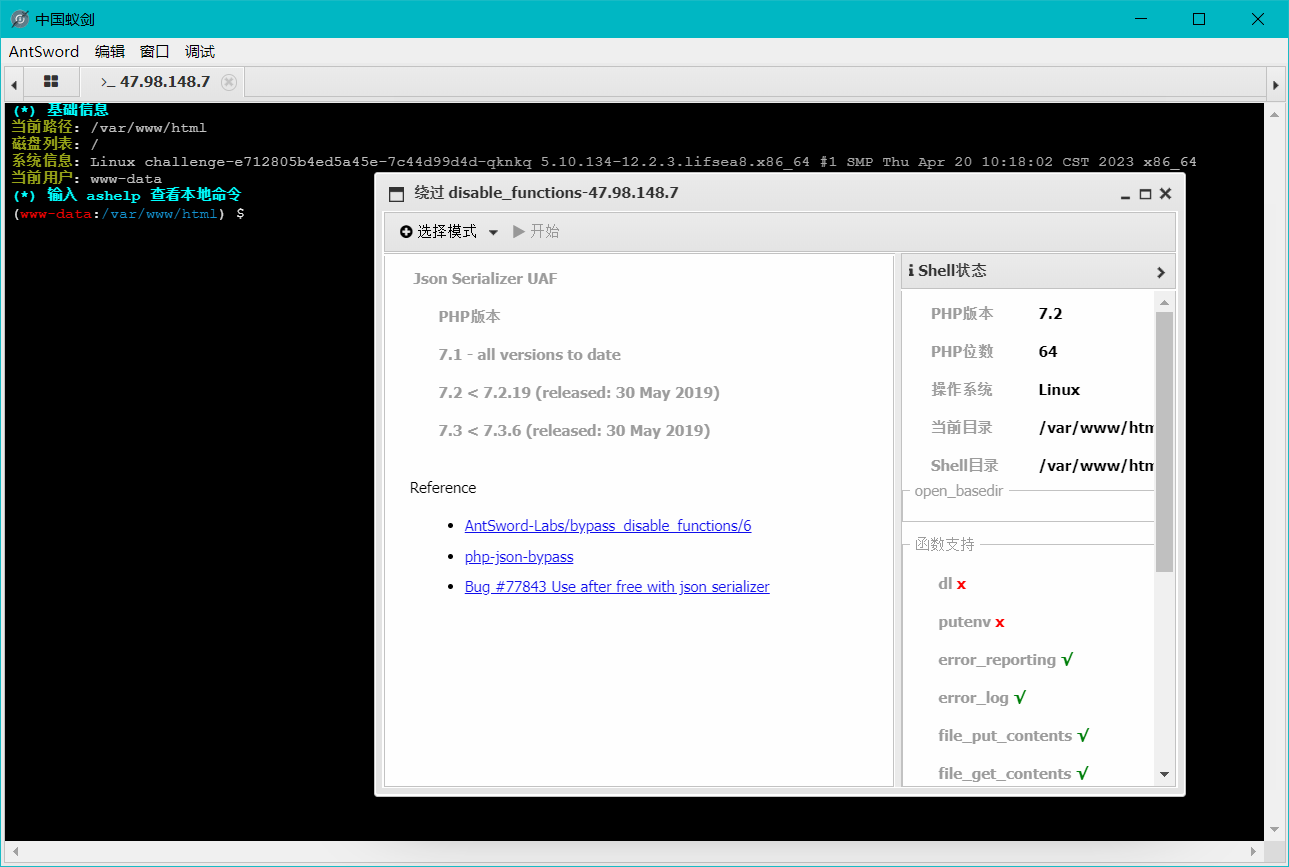 中国蚁剑
AntSword 编辑 窗口 调试
>_ 47.98.148.7
(*) 基础信息
当前路径: /var/www/html
磁盘列表: /
系统信息: Linux challenge-e712805b4ed5a45e-7c44d99d4d-qknkq 5.10.134-12.2.3.lifsea8.x86_64 #1 SMP Thu Apr 20 10:18:02 CST 2023 x86_64
当前用户: www-data
(*) 输入 ashelp 查看本地命令
(www-data:/var/www/html) $
绕过 disable_functions-47.98.148.7
选择模式 开始
Json Serializer UAF
PHP版本
7.1 - all versions to date
7.2 < 7.2.19 (released: 30 May 2019)
7.3 < 7.3.6 (released: 30 May 2019)
Reference
• AntSword-Labs/bypass_disable_functions/6
• php-json-bypass
• Bug #77843 Use after free with json serializer
Shell状态
PHP版本 7.2
PHP位数 64
操作系统 Linux
当前目录 /var/www/htm
Shell目录 /var/www/htm
open_basedir
函数支持
dl x
putenv x
error_reporting √
error_log √
file_put_contents √
file_get_contents √